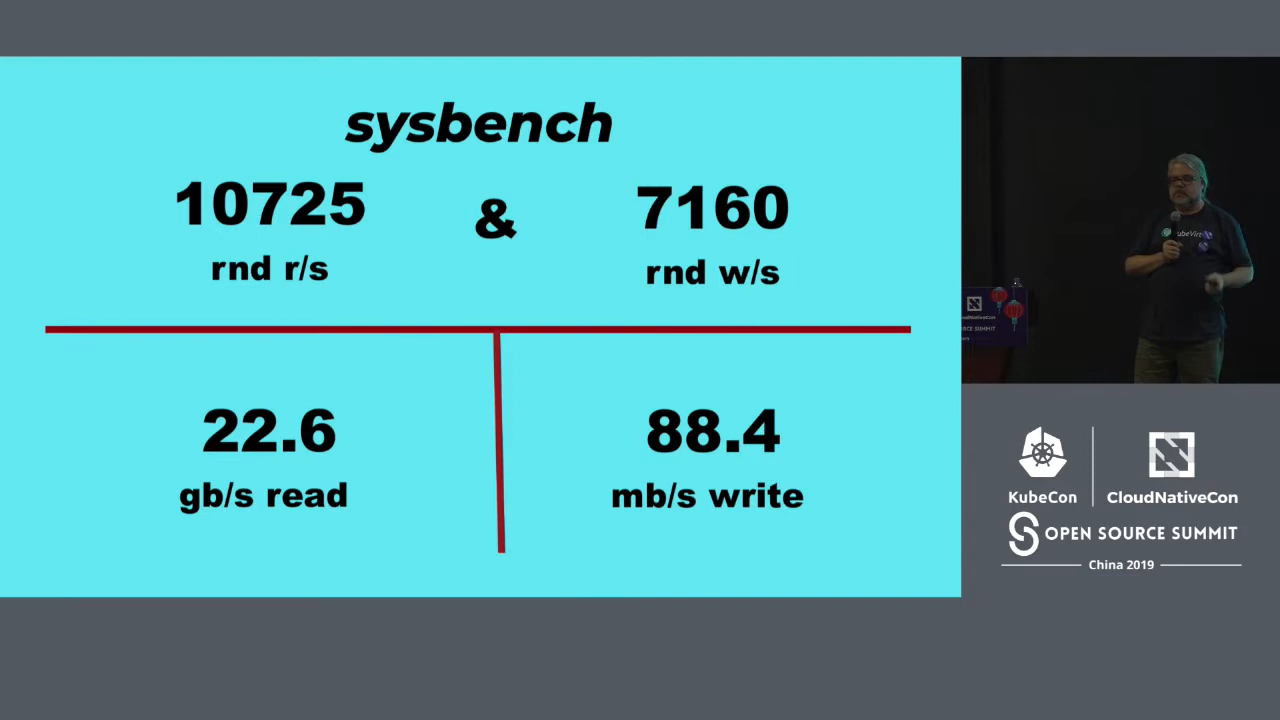 sysbench
10725
&
7160
rnd r/s
rnd w/s
22.6
88.4
gb/s read
mb/s write
KubeCon
CloudNativeCon
OPEN SOURCE SUMMIT
China 2019